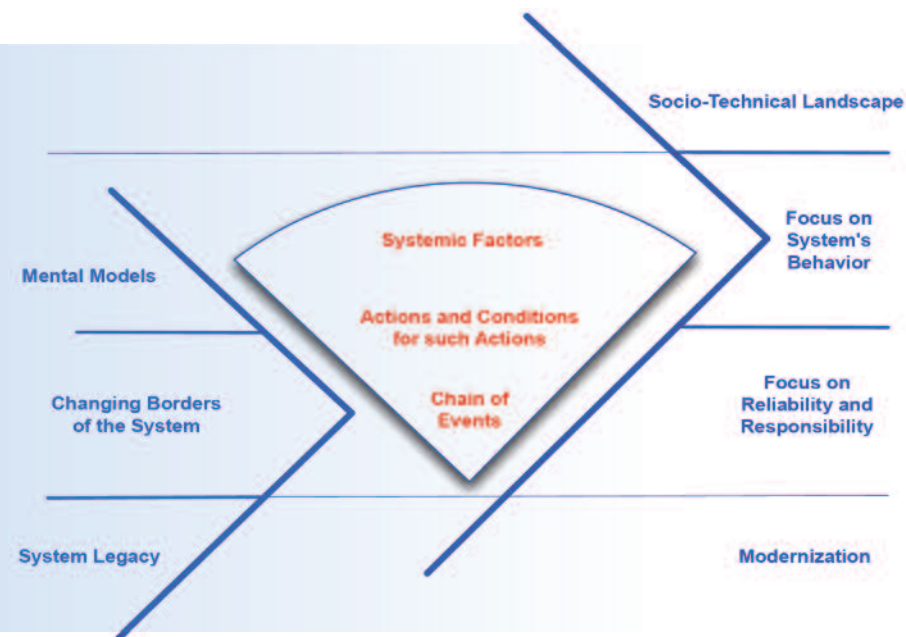 Socio-Technical Landscape
Focus on
System's
Behavior
Systemic Factors
Mental Models
Actions and Conditions
for such Actions
Chain of
Events
Changing Borders
of the System
Focus on
Reliability and
Responsibility
System Legacy
Modernization